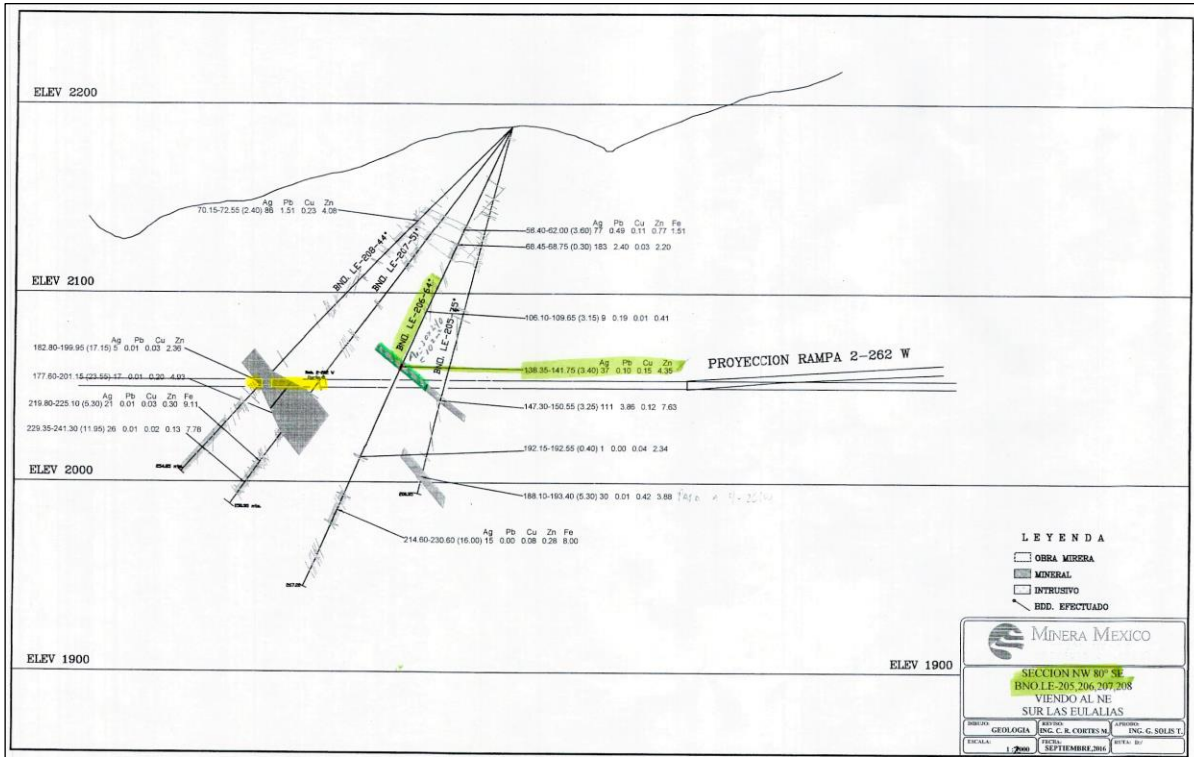 ELEV 2200
Ag Pb Cu Zn
70.15-72.55 (2.40) 86 1.51 0.23 4.08
Ag Pb Cu Zn Fe
58.40-62.00 (3.60) 77 0.49 0.11 0.77 1.51
68.45-68.75 (0.30) 183 2.40 0.03 2.20
BNO. LE-208-44°
BNO. LE-207-51°
ELEV 2100
BNO. LE-206-64°
BNO. LE-205-75°
106.10-109.65 (3.15) 9 0.19 0.01 0.41
Ag Pb Cu Zn
182.80-199.95 (17.15) 5 0.01 0.03 2.36
PROYECCION RAMPA 2-262 W
Ag Pb Cu Zn
138.35-141.75 (3.40) 37 0.10 0.15 4.35
177.60-201.15 (23.55) 17 0.01 0.20 4.93
Ag Pb Cu Zn Fe
219.80-225.10 (5.30) 21 0.01 0.03 0.30 9.11
147.30-150.55 (3.25) 111 3.86 0.12 7.63
229.35-241.30 (11.95) 26 0.01 0.02 0.13 7.78
192.15-192.55 (0.40) 1 0.00 0.04 2.34
ELEV 2000
188.10-193.40 (5.30) 30 0.01 0.42 3.88
Ag Pb Cu Zn Fe
214.60-230.60 (16.00) 15 0.00 0.08 0.28 8.00
LEYENDA
OBRA MIRERA
MINERAL
INTRUSIVO
BDD. EFECTUADO
MINERA MEXICO
ELEV 1900
ELEV 1900
SECCION NW 80° SE
BNO.LE-205,206,207,208
VIENDO AL NE
SUR LAS EULALIAS
DIBUJO: GEOLOGIA
REVISO: ING. C. R. CORTES M.
APROBO: ING. G. SOLIS T.
ESCALA:
FECHA: SEPTIEMBRE,2016